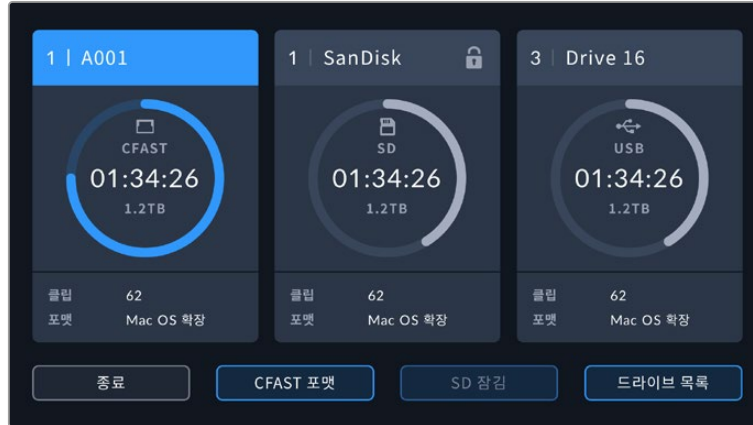 1 | A001
CFAST
01:34:26
1.2TB
클립 62
포맷 Mac OS 확장
1 | SanDisk
SD
01:34:26
1.2TB
클립 62
포맷 Mac OS 확장
3 | Drive 16
USB
01:34:26
1.2TB
클립 62
포맷 Mac OS 확장
종료
CFAST 포맷
SD 잠김
드라이브 목록